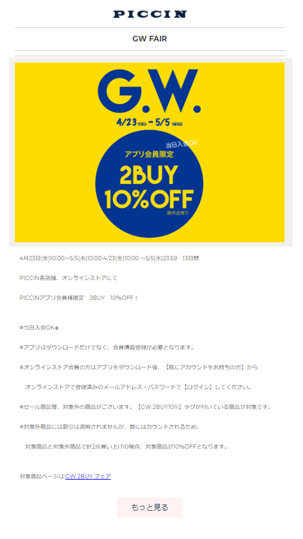 PICCIN
GW FAIR
G.W.
4/23 – 5/5
当日入会OK
アプリ会員限定
2BUY
10%OFF
除外品有り
4月23日(金)10:00〜5/5(水)10:00 4/23(金)10:00 〜5/5(水)23:59　13日間
PICCIN各店舗、オンラインストアにて
PICCINアプリ会員様限定　2BUY　10%OFF！
※当日入会OK◎
※アプリはダウンロードだけでなく、会員情報登録が必要となります。
※オンラインストア会員の方はアプリをダウンロード後、【既にアカウントをお持ちの方】から
オンラインストアで登録済みのメールアドレス・パスワードで【ログイン】してください。
※セール商品等、対象外の商品がございます。【GW 2BUY10%】タグが付いている商品が対象です。
※対象外商品には割引は適用されませんが、数にはカウントされるため、
対象商品と対象外商品で計2点お買い上げの場合、対象商品が10%OFFとなります。
対象商品ページは:GW 2BUY フェア
もっと見る